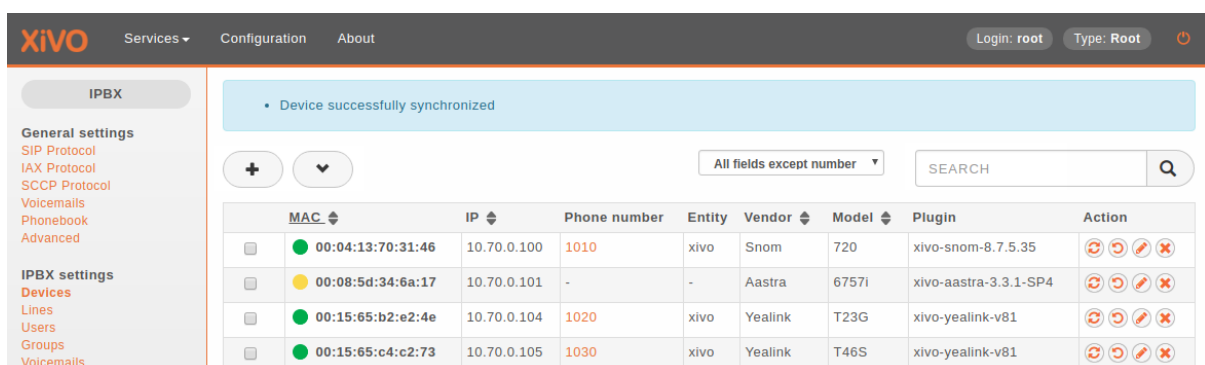 XiVO Services Configuration About Login: root Type: Root
IPBX
General settings
SIP Protocol
IAX Protocol
SCCP Protocol
Voicemails
Phonebook
Advanced
IPBX settings
Devices
Lines
Users
Groups
Voicemails
Device successfully synchronized
All fields except number SEARCH
MAC IP Phone number Entity Vendor Model Plugin Action
00:04:13:70:31:46 10.70.0.100 1010 xivo Snom 720 xivo-snom-8.7.5.35
00:08:5d:34:6a:17 10.70.0.101 - - Aastra 6757i xivo-aastra-3.3.1-SP4
00:15:65:b2:e2:4e 10.70.0.104 1020 xivo Yealink T23G xivo-yealink-v81
00:15:65:c4:c2:73 10.70.0.105 1030 xivo Yealink T46S xivo-yealink-v81